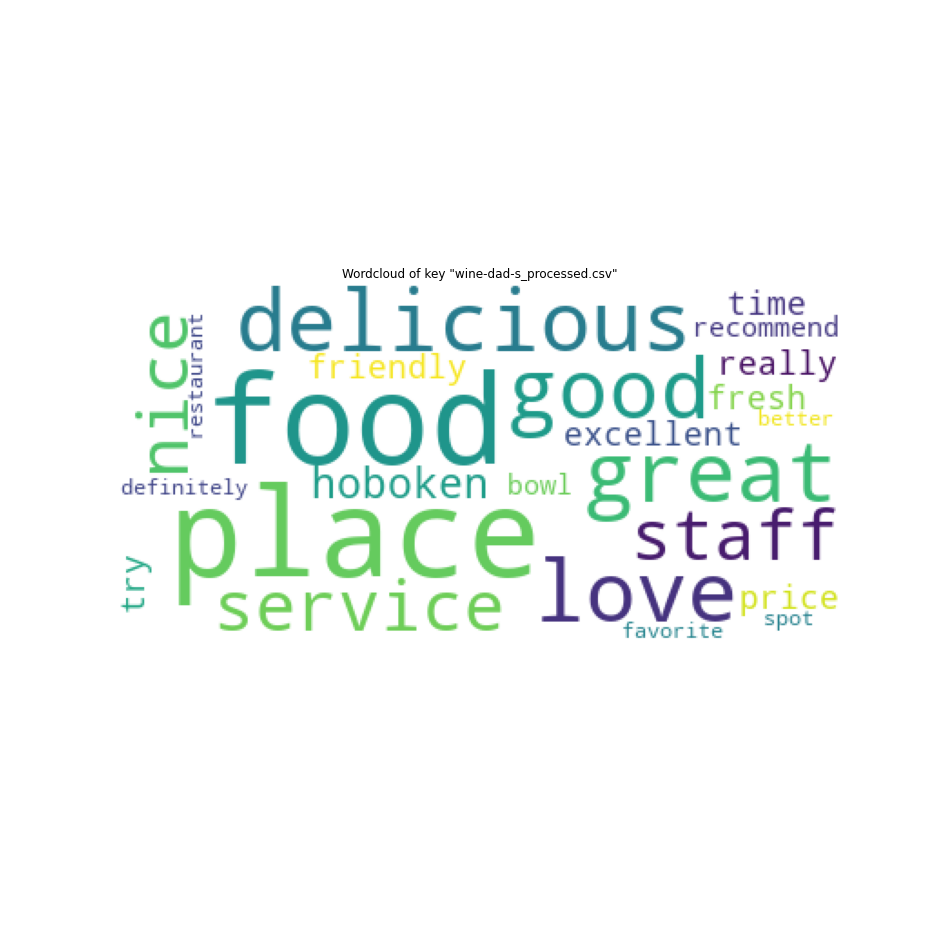 Wordcloud of key "wine-dad-s_processed.csv"
delicious
time
recommend
nice
restaurant
friendly
really
food
good
fresh
better
excellent
definitely
hoboken
bowl
great
place
staff
try
service
love
price
spot
favorite